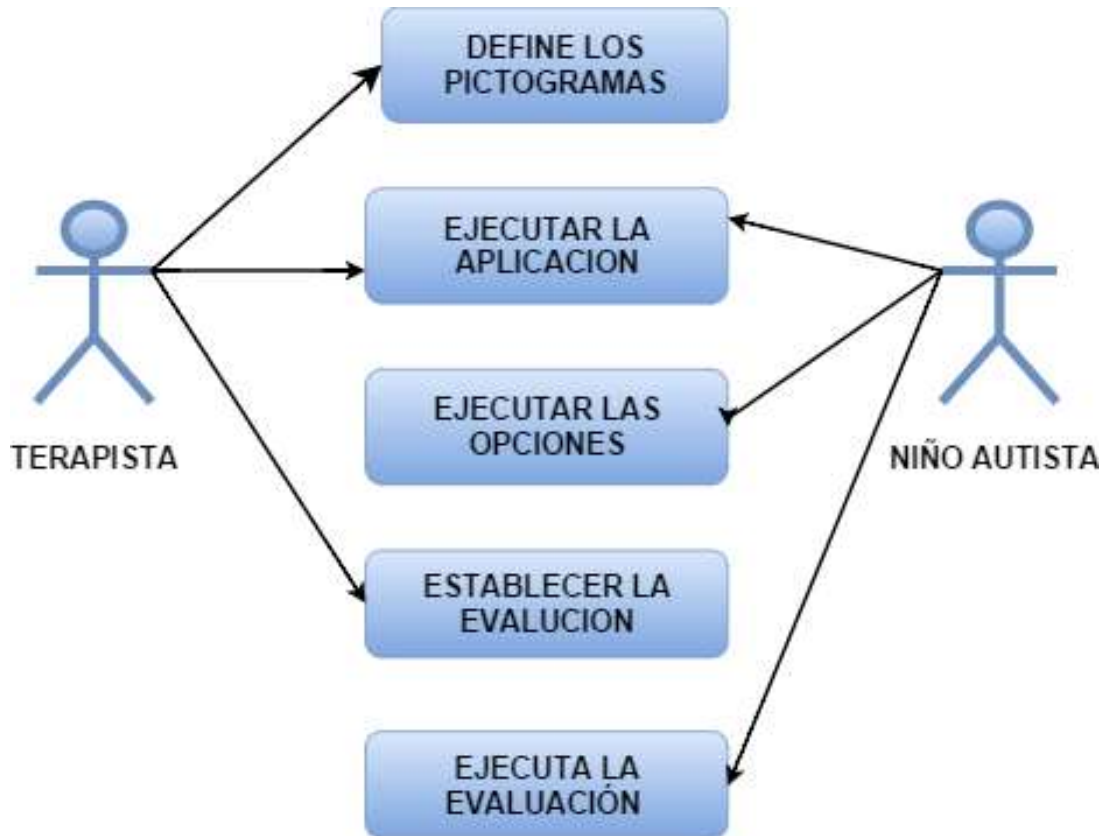 DEFINE LOS
PICTOGRAMAS
EJECUTAR LA
APLICACION
EJECUTAR LAS
OPCIONES
TERAPISTA
NIÑO AUTISTA
ESTABLECER LA
EVALUCION
EJECUTA LA
EVALUACIÓN